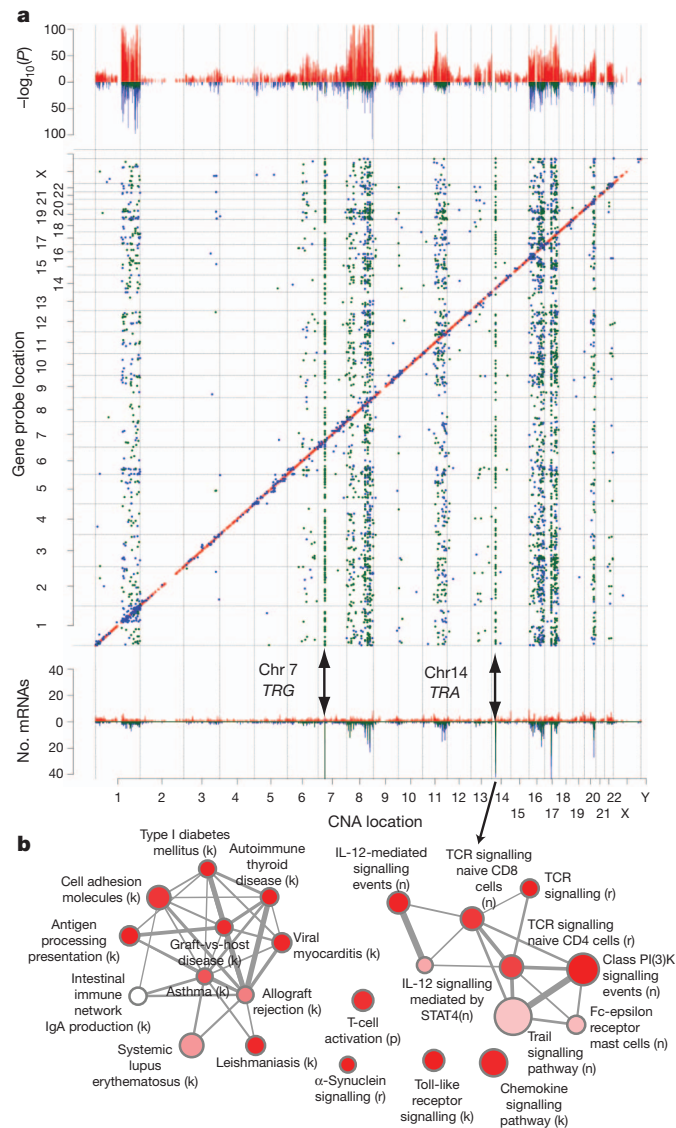 a
100
50
0
50
100
–log10(P)
X
22
21
20
19
18
17
16
15
14
13
12
11
10
9
8
7
6
5
4
3
2
1
Gene probe location
Chr 7
TRG
Chr14
TRA
40
20
0
20
40
No. mRNAs
1 2 3 4 5 6 7 8 9 10 11 12 13 14 16 18 20 22 Y
15 17 19 21 X
CNA location
b
Type I diabetes
mellitus (k)
Autoimmune
thyroid
disease (k)
Cell adhesion
molecules (k)
Antigen
processing
presentation (k)
Graft-vs-host
disease (k)
Viral
myocarditis (k)
Intestinal
immune
network
IgA production (k)
Asthma (k)
Allograft
rejection (k)
Systemic
lupus
erythematosus (k)
Leishmaniasis (k)
IL-12-mediated
signalling
events (n)
TCR signalling
naive CD8
cells
(n)
TCR
signalling (r)
TCR signalling
naive CD4 cells (r)
Class PI(3)K
signalling
events (n)
IL-12 signalling
mediated by
STAT4(n)
Fc-epsilon
receptor
mast cells (n)
Trail
signalling
pathway (n)
T-cell
activation (p)
α-Synuclein
signalling (r)
Toll-like
receptor
signalling (k)
Chemokine
signalling
pathway (k)